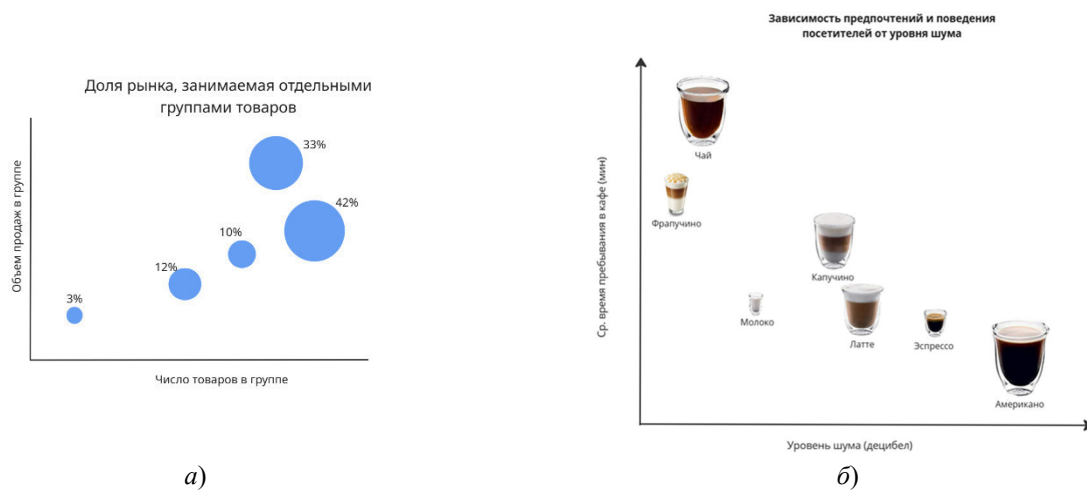 Доля рынка, занимаемая отдельными
группами товаров
33%
42%
10%
12%
3%
Объем продаж в группе
Число товаров в группе
а)
Зависимость предпочтений и поведения
посетителей от уровня шума
Чай
Фрапучино
Капучино
Молоко
Латте
Эспрессо
Американо
Ср. время пребывания в кафе (мин)
Уровень шума (децибел)
б)